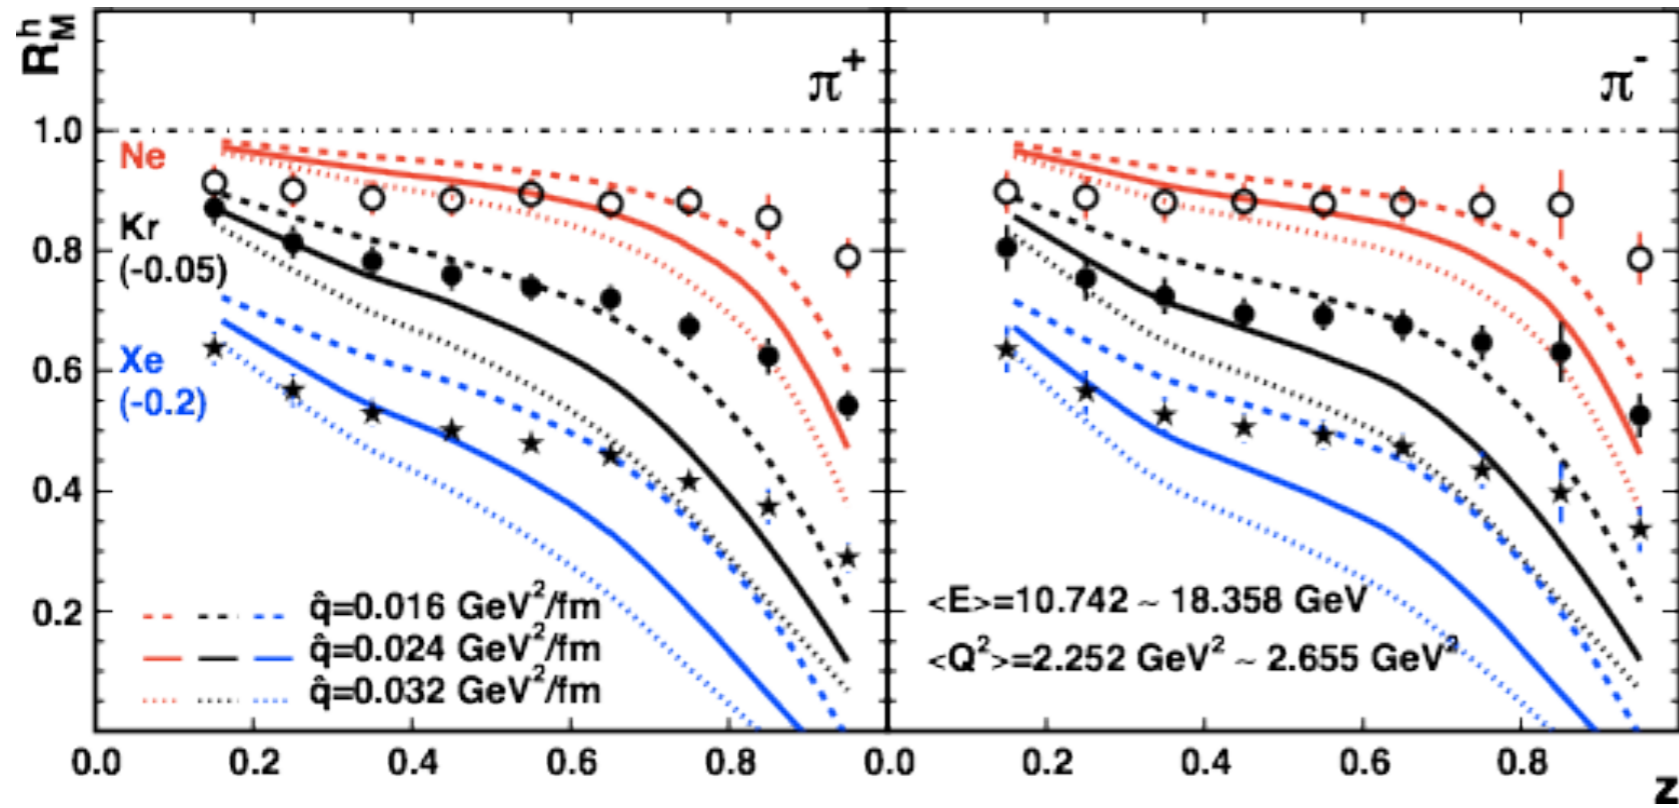 R_M^h
π⁺
π⁻
1.0
0.8
0.6
0.4
0.2
Ne
Kr
(-0.05)
Xe
(-0.2)
q̂=0.016 GeV²/fm
q̂=0.024 GeV²/fm
q̂=0.032 GeV²/fm
<E>=10.742 ~ 18.358 GeV
<Q²>=2.252 GeV² ~ 2.655 GeV²
0.0 0.2 0.4 0.6 0.8 0.0 0.2 0.4 0.6 0.8
z